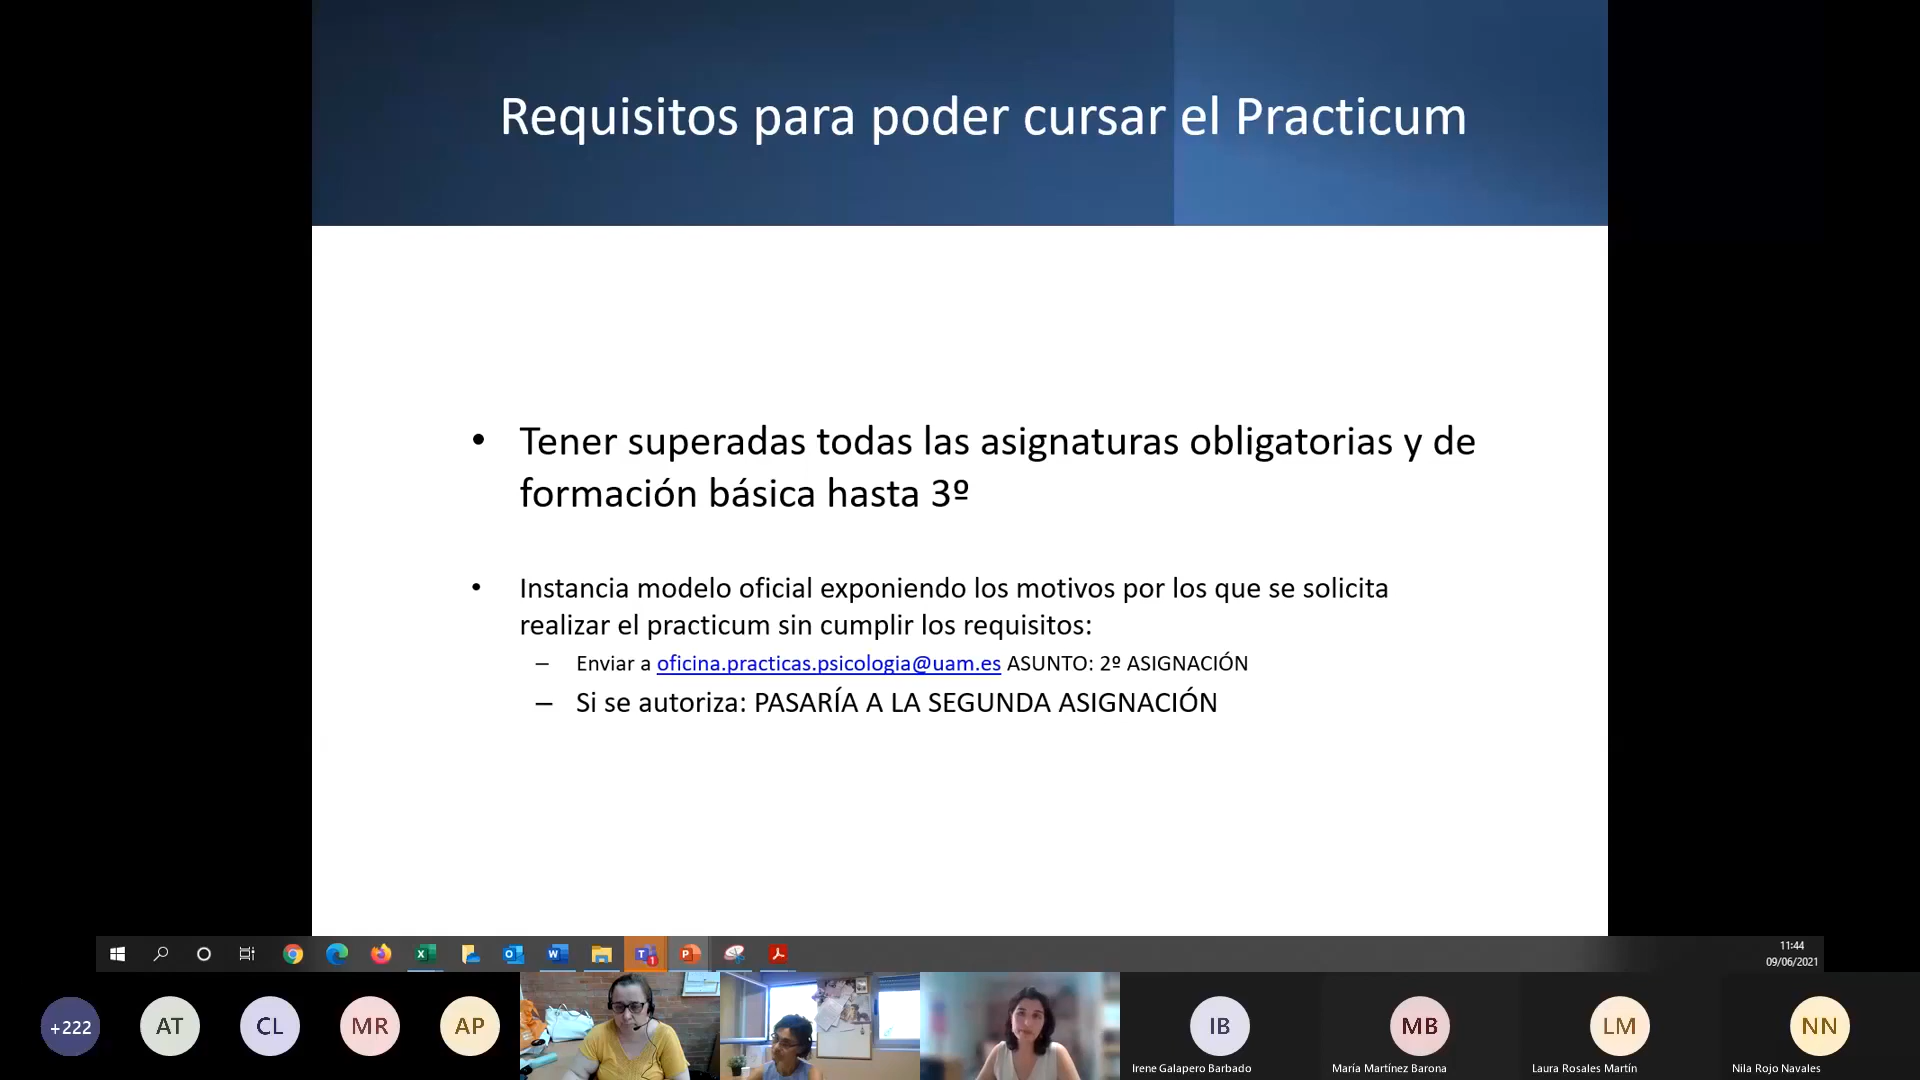 Requisitos para poder cursar el Practicum
• Tener superadas todas las asignaturas obligatorias y de
formación básica hasta 3º
• Instancia modelo oficial exponiendo los motivos por los que se solicita
realizar el practicum sin cumplir los requisitos:
– Enviar a oficina.practicas.psicologia@uam.es ASUNTO: 2º ASIGNACIÓN
– Si se autoriza: PASARÍA A LA SEGUNDA ASIGNACIÓN
11:44
09/06/2021
+222
AT
CL
MR
AP
IB
MB
LM
NN
Irene Galapero Barbado
María Martínez Barona
Laura Rosales Martín
Nila Rojo Navales